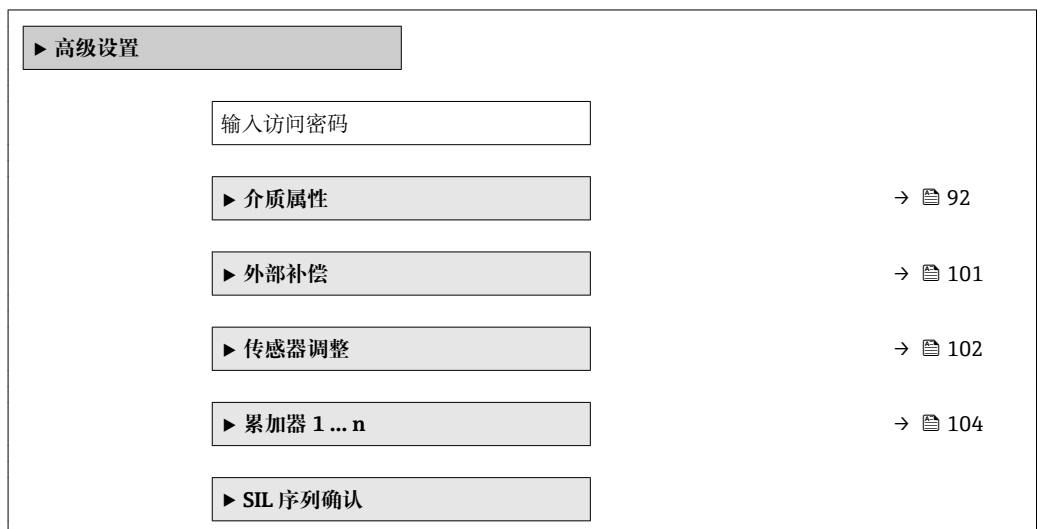 ▶ 高级设置
输入访问密码
▶ 介质属性 → 92
▶ 外部补偿 → 101
▶ 传感器调整 → 102
▶ 累加器 1 … n → 104
▶ SIL 序列确认